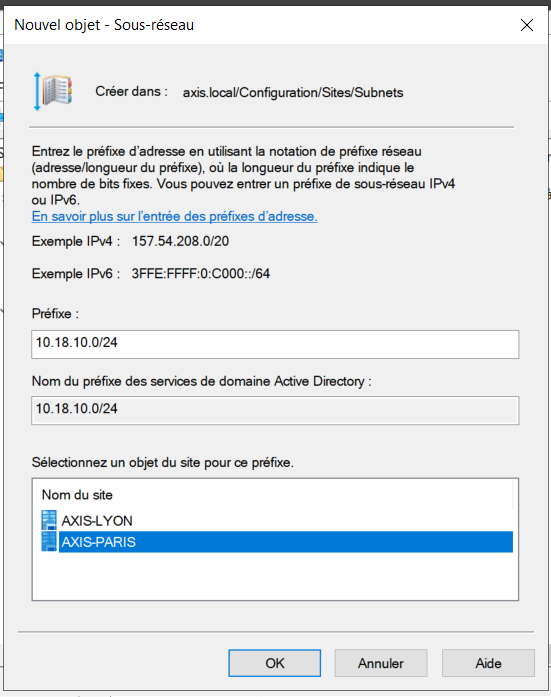 Nouvel objet - Sous-réseau
Créer dans : axis.local/Configuration/Sites/Subnets
Entrez le préfixe d'adresse en utilisant la notation de préfixe réseau
(adresse/longueur du préfixe), où la longueur du préfixe indique le
nombre de bits fixes. Vous pouvez entrer un préfixe de sous-réseau IPv4
ou IPv6.
En savoir plus sur l'entrée des préfixes d'adresse.
Exemple IPv4 : 157.54.208.0/20
Exemple IPv6 : 3FFE:FFFF:0:C000::/64
Préfixe :
10.18.10.0/24
Nom du préfixe des services de domaine Active Directory :
10.18.10.0/24
Sélectionnez un objet du site pour ce préfixe.
Nom du site
AXIS-LYON
AXIS-PARIS
OK Annuler Aide